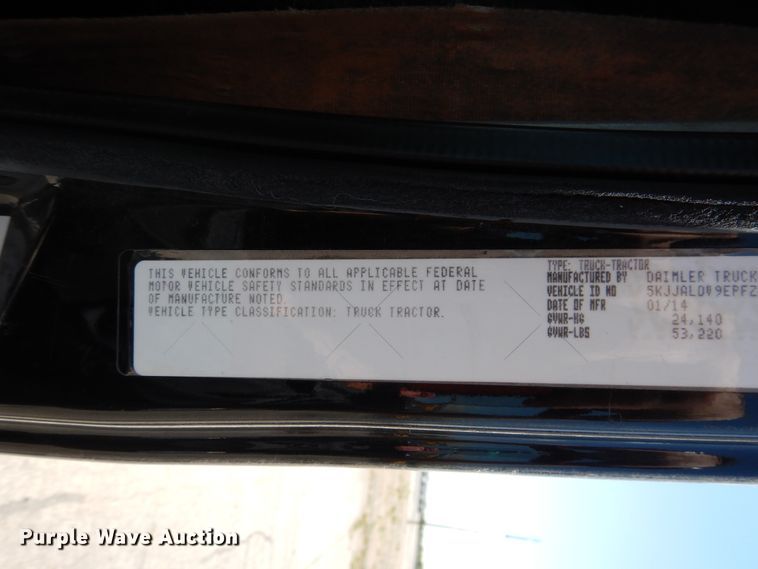 THIS VEHICLE CONFORMS TO ALL APPLICABLE FEDERAL
MOTOR VEHICLE SAFETY STANDARDS IN EFFECT AT DATE
OF MANUFACTURE NOTED.
VEHICLE TYPE CLASSIFICATION: TRUCK TRACTOR.
TYPE: TRUCK-TRACTOR
MANUFACTURED BY DAIMLER TRUCK
VEHICLE ID NO 5KJJALDV9EPFZ
DATE OF MFR 01/14
GVWR-KG 24,140
GVWR-LBS 53,220
Purple Wave Auction